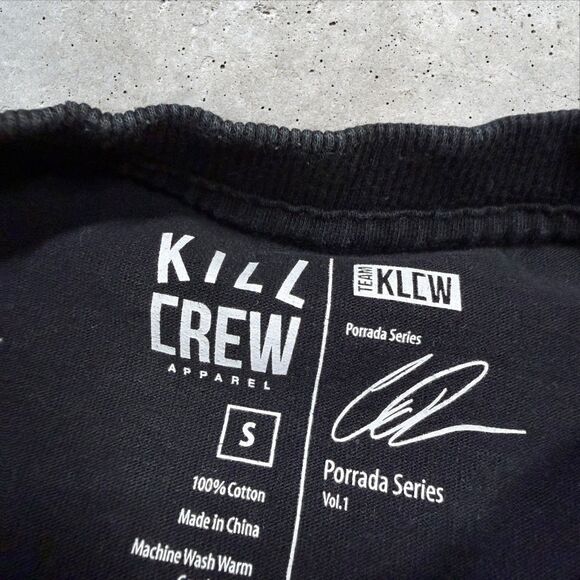 KILL
CREW
APPAREL
S
100% Cotton
Made in China
Machine Wash Warm
TEAM KLCW
Porrada Series
Porrada Series
Vol.1